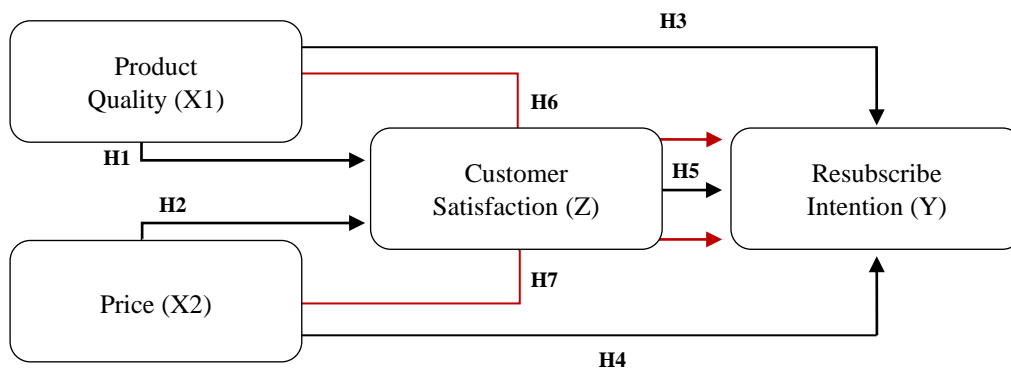 H3
Product
Quality (X1)
H6
H1
Customer
Satisfaction (Z)
H5
Resubscribe
Intention (Y)
H2
H7
Price (X2)
H4